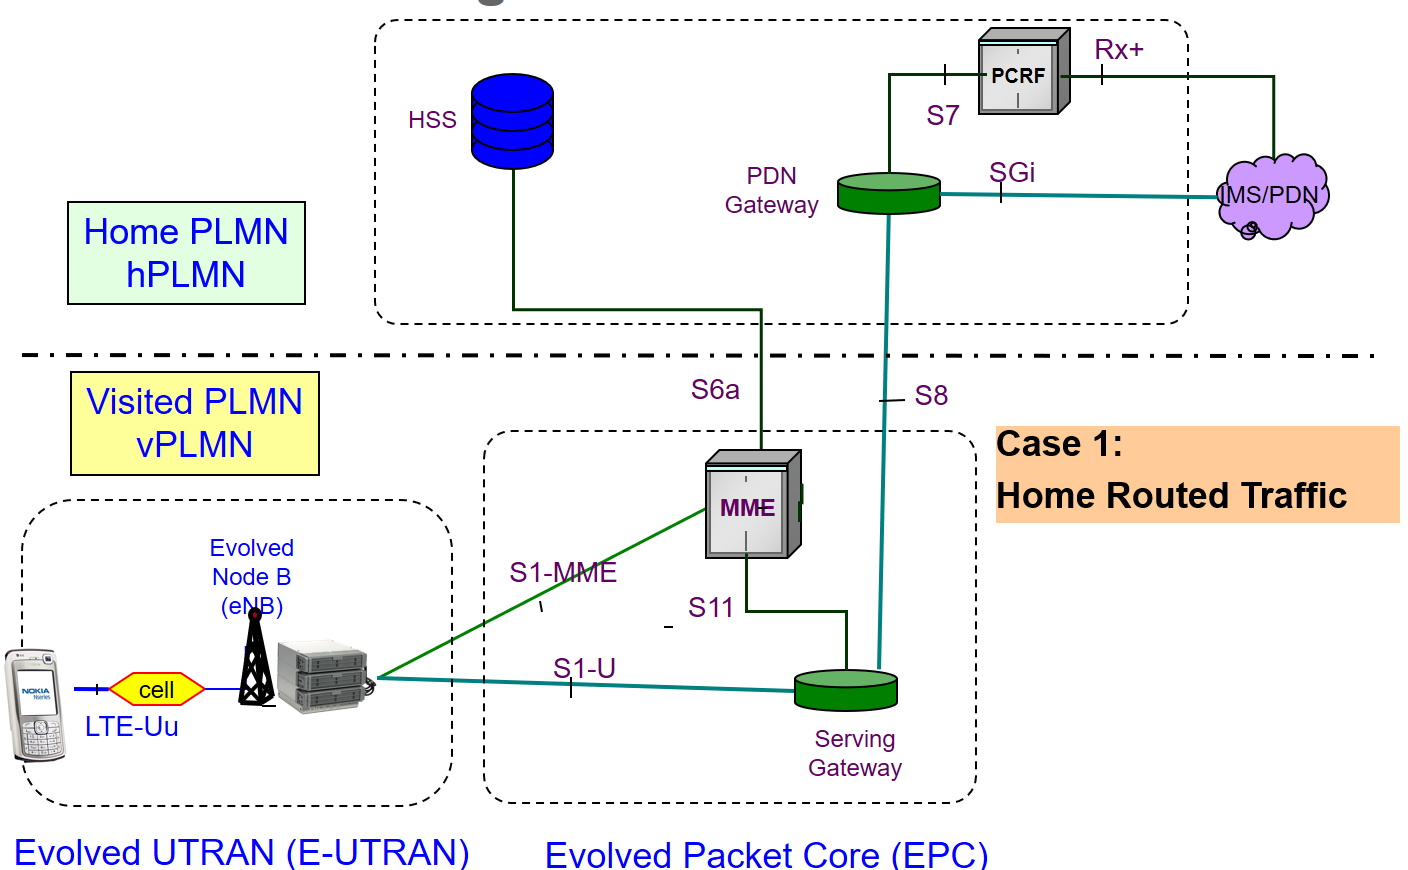 HSS
PCRF
Rx+
S7
PDN
Gateway
SGi
IMS/PDN
Home PLMN
hPLMN
Visited PLMN
vPLMN
S6a
S8
Case 1:
Home Routed Traffic
MME
Evolved
Node B
(eNB)
S1-MME
S11
S1-U
NOKIA
Nseries
cell
LTE-Uu
Serving
Gateway
Evolved UTRAN (E-UTRAN)
Evolved Packet Core (EPC)